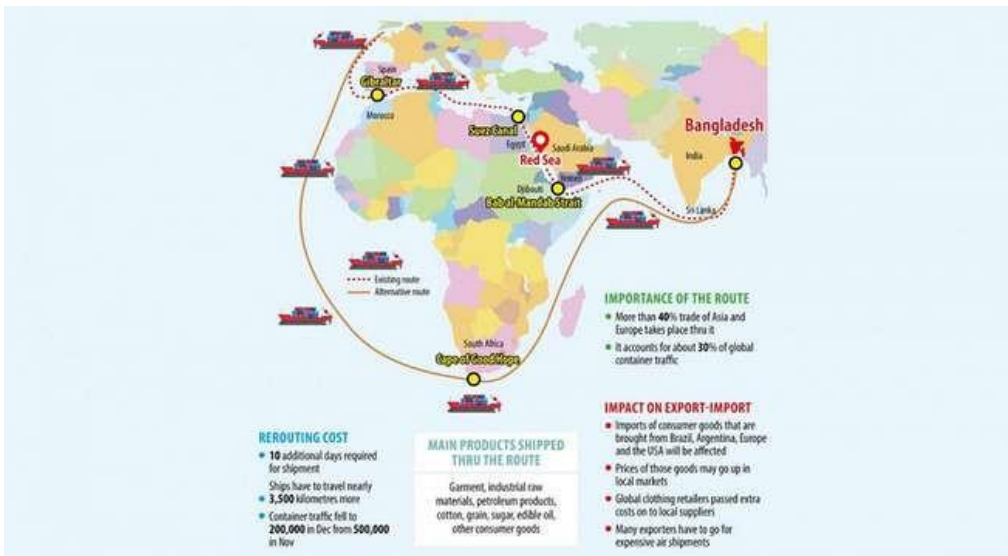 Spain
Gibraltar
Morocco
Suez Canal
Egypt
Red Sea
Saudi Arabia
Yemen
Djibouti
Bab al-Mandab Strait
Bangladesh
India
Sri Lanka
Existing route
Alternative route
South Africa
Cape of Good Hope
IMPORTANCE OF THE ROUTE
More than 40% trade of Asia and
Europe takes place thru it
It accounts for about 30% of global
container traffic
REROUTING COST
10 additional days required
for shipment
Ships have to travel nearly
3,500 kilometres more
Container traffic fell to
200,000 in Dec from 500,000
in Nov
MAIN PRODUCTS SHIPPED
THRU THE ROUTE
Garment, industrial raw
materials, petroleum products,
cotton, grain, sugar, edible oil,
other consumer goods
IMPACT ON EXPORT-IMPORT
Imports of consumer goods that are
brought from Brazil, Argentina, Europe
and the USA will be affected
Prices of those goods may go up in
local markets
Global clothing retailers passed extra
costs on to local suppliers
Many exporters have to go for
expensive air shipments